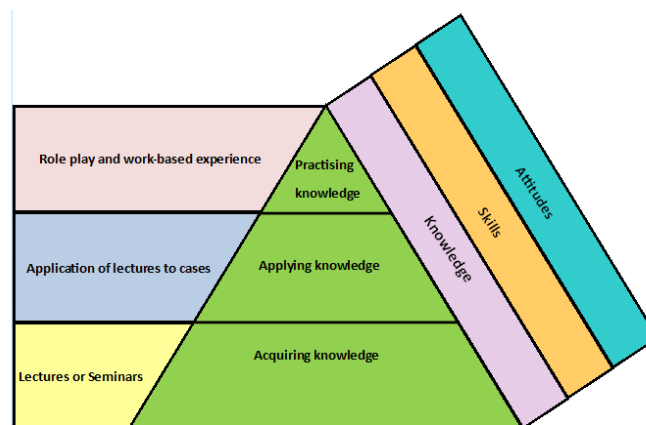 Role play and work-based experience
Practising
knowledge
Attitudes
Skills
Knowledge
Application of lectures to cases
Applying knowledge
Lectures or Seminars
Acquiring knowledge